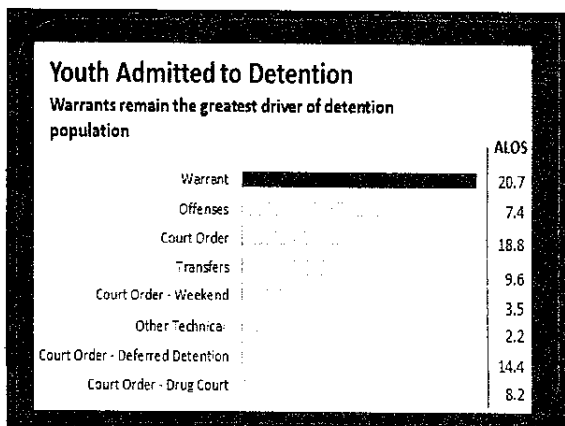 Youth Admitted to Detention
Warrants remain the greatest driver of detention
population
ALOS
Warrant 20.7
Offenses 7.4
Court Order 18.8
Transfers 9.6
Court Order - Weekend 3.5
Other Technical 2.2
Court Order - Deferred Detention 14.4
Court Order - Drug Court 8.2